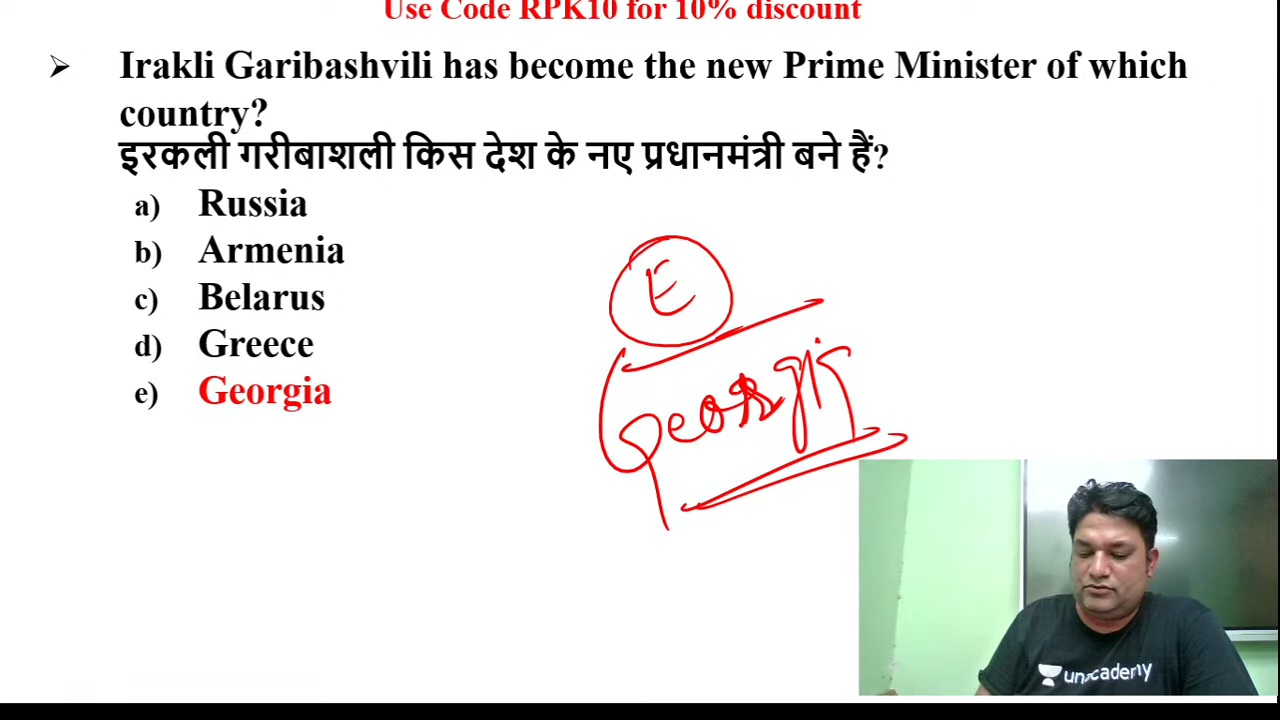 Use Code RPK10 for 10% discount
➢ Irakli Garibashvili has become the new Prime Minister of which
country?
इरकली गरीबाशली किस देश के नए प्रधानमंत्री बने हैं?
a) Russia
b) Armenia
c) Belarus
d) Greece
e) Georgia
E
Georgia
unacademy